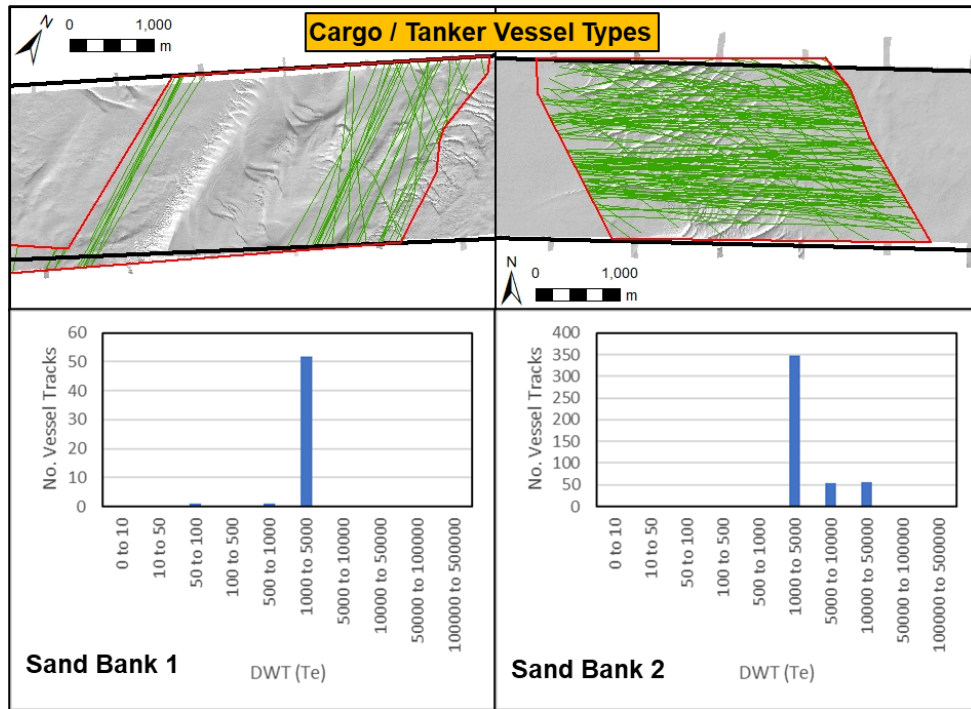 Cargo / Tanker Vessel Types
N
0 1,000
m
N
0 1,000
m
60
50
40
30
20
10
0
No. Vessel Tracks
0 to 10
10 to 50
50 to 100
100 to 500
500 to 1000
1000 to 5000
5000 to 10000
10000 to 50000
50000 to 100000
100000 to 500000
DWT (Te)
Sand Bank 1
400
350
300
250
200
150
100
50
0
No. Vessel Tracks
0 to 10
10 to 50
50 to 100
100 to 500
500 to 1000
1000 to 5000
5000 to 10000
10000 to 50000
50000 to 100000
100000 to 500000
DWT (Te)
Sand Bank 2